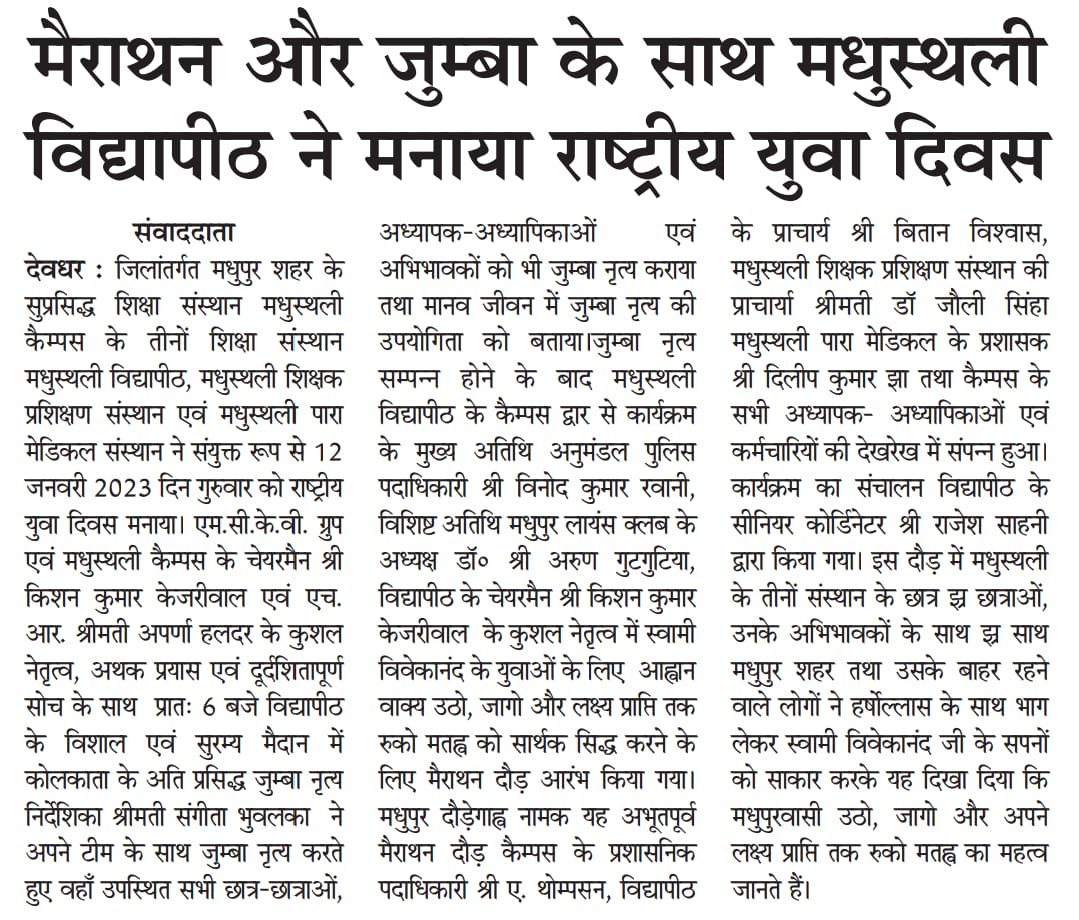 मैराथन और जुम्बा के साथ मधुस्थली
विद्यापीठ ने मनाया राष्ट्रीय युवा दिवस
संवाददाता
देवधर : जिलांतर्गत मधुपुर शहर के
सुप्रसिद्ध शिक्षा संस्थान मधुस्थली
कैम्पस के तीनों शिक्षा संस्थान
मधुस्थली विद्यापीठ, मधुस्थली शिक्षक
प्रशिक्षण संस्थान एवं मधुस्थली पारा
मेडिकल संस्थान ने संयुक्त रूप से 12
जनवरी 2023 दिन गुरुवार को राष्ट्रीय
युवा दिवस मनाया। एम.सी.के.वी. ग्रुप
एवं मधुस्थली कैम्पस के चेयरमैन श्री
किशन कुमार केजरीवाल एवं एच.
आर. श्रीमती अपर्णा हलदर के कुशल
नेतृत्व, अथक प्रयास एवं दूर्दशितापूर्ण
सोच के साथ प्रातः 6 बजे विद्यापीठ
के विशाल एवं सुरम्य मैदान में
कोलकाता के अति प्रसिद्ध जुम्बा नृत्य
निर्देशिका श्रीमती संगीता भुवलका ने
अपने टीम के साथ जुम्बा नृत्य करते
हुए वहाँ उपस्थित सभी छात्र-छात्राओं,
अध्यापक-अध्यापिकाओं एवं
अभिभावकों को भी जुम्बा नृत्य कराया
तथा मानव जीवन में जुम्बा नृत्य की
उपयोगिता को बताया।जुम्बा नृत्य
सम्पन्न होने के बाद मधुस्थली
विद्यापीठ के कैम्पस द्वार से कार्यक्रम
के मुख्य अतिथि अनुमंडल पुलिस
पदाधिकारी श्री विनोद कुमार रवानी,
विशिष्ट अतिथि मधुपुर लायंस क्लब के
अध्यक्ष डॉ० श्री अरुण गुटगुटिया,
विद्यापीठ के चेयरमैन श्री किशन कुमार
केजरीवाल के कुशल नेतृत्व में स्वामी
विवेकानंद के युवाओं के लिए आह्वान
वाक्य उठो, जागो और लक्ष्य प्राप्ति तक
रुको मतह्व को सार्थक सिद्ध करने के
लिए मैराथन दौड़ आरंभ किया गया।
मधुपुर दौड़ेगाह्व नामक यह अभूतपूर्व
मैराथन दौड़ कैम्पस के प्रशासनिक
पदाधिकारी श्री ए. थोम्पसन, विद्यापीठ
के प्राचार्य श्री बितान विश्वास,
मधुस्थली शिक्षक प्रशिक्षण संस्थान की
प्राचार्या श्रीमती डॉ जौली सिंहा
मधुस्थली पारा मेडिकल के प्रशासक
श्री दिलीप कुमार झा तथा कैम्पस के
सभी अध्यापक- अध्यापिकाओं एवं
कर्मचारियों की देखरेख में संपन्न हुआ।
कार्यक्रम का संचालन विद्यापीठ के
सीनियर कोर्डिनेटर श्री राजेश साहनी
द्वारा किया गया। इस दौड़ में मधुस्थली
के तीनों संस्थान के छात्र झ्र छात्राओं,
उनके अभिभावकों के साथ झ्र साथ
मधुपुर शहर तथा उसके बाहर रहने
वाले लोगों ने हर्षोल्लास के साथ भाग
लेकर स्वामी विवेकानंद जी के सपनों
को साकार करके यह दिखा दिया कि
मधुपुरवासी उठो, जागो और अपने
लक्ष्य प्राप्ति तक रुको मतह्व का महत्व
जानते हैं।